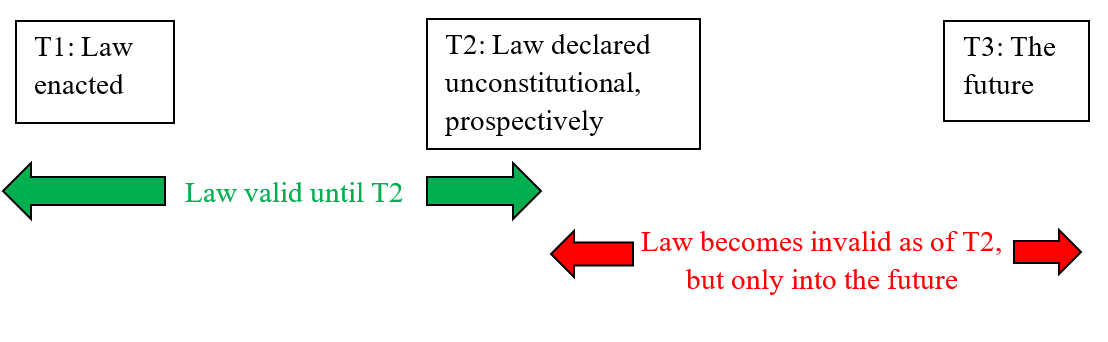 T1: Law
enacted
T2: Law declared
unconstitutional,
prospectively
T3: The
future
Law valid until T2
Law becomes invalid as of T2,
but only into the future